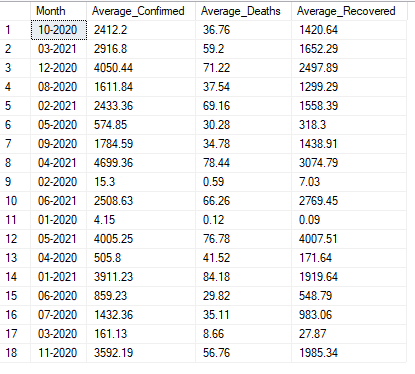 Month Average_Confirmed Average_Deaths Average_Recovered
1 10-2020 2412.2 36.76 1420.64
2 03-2021 2916.8 59.2 1652.29
3 12-2020 4050.44 71.22 2497.89
4 08-2020 1611.84 37.54 1299.29
5 02-2021 2433.36 69.16 1558.39
6 05-2020 574.85 30.28 318.3
7 09-2020 1784.59 34.78 1438.91
8 04-2021 4699.36 78.44 3074.79
9 02-2020 15.3 0.59 7.03
10 06-2021 2508.63 66.26 2769.45
11 01-2020 4.15 0.12 0.09
12 05-2021 4005.25 76.78 4007.51
13 04-2020 505.8 41.52 171.64
14 01-2021 3911.23 84.18 1919.64
15 06-2020 859.23 29.82 548.79
16 07-2020 1432.36 35.11 983.06
17 03-2020 161.13 8.66 27.87
18 11-2020 3592.19 56.76 1985.34